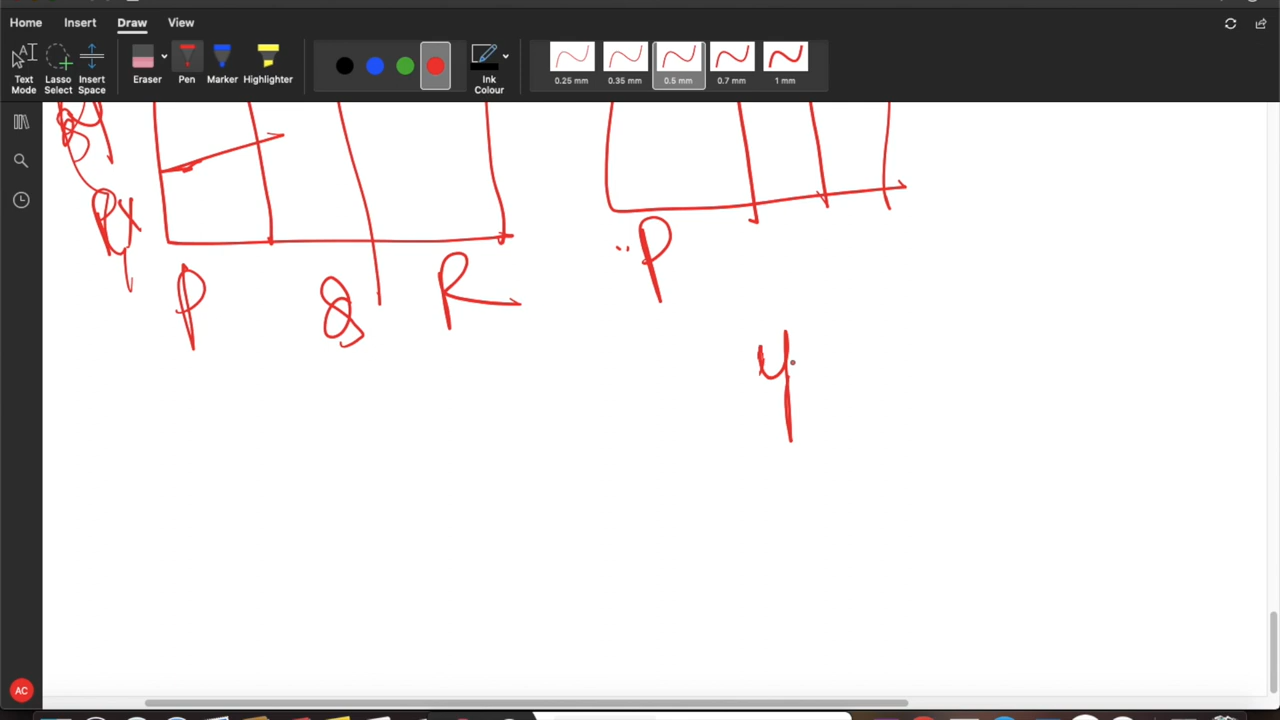 Home Insert Draw View
Text Mode Lasso Select Insert Space Eraser Pen Marker Highlighter Ink Colour 0.25 mm 0.35 mm 0.5 mm 0.7 mm 1 mm
P
P Q R
y
AC